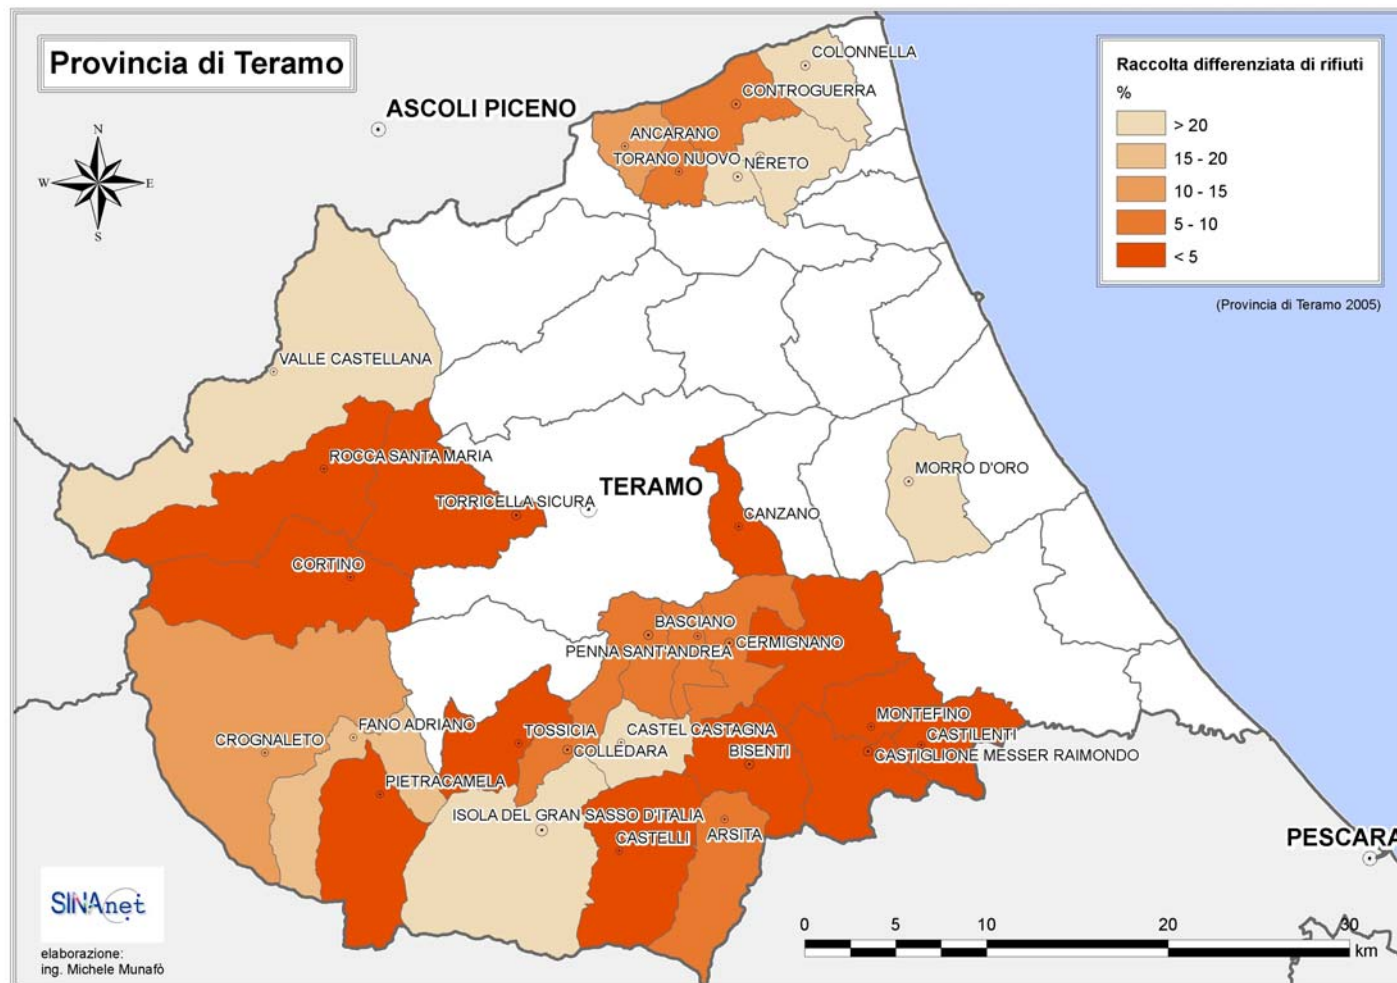 Provincia di Teramo
ASCOLI PICENO
N
W E
S
COLONNELLA
CONTROGUERRA
ANCARANO
TORANO NUOVO
NERETO
Raccolta differenziata di rifiuti
%
> 20
15 - 20
10 - 15
5 - 10
< 5
(Provincia di Teramo 2005)
VALLE CASTELLANA
ROCCA SANTA MARIA
MORRO D'ORO
TERAMO
TORRICELLA SICURA
CANZANO
CORTINO
BASCIANO
CERMIGNANO
PENNA SANT'ANDREA
FANO ADRIANO
TOSSICIA
CASTEL CASTAGNA
MONTEFINO
CASTILENTI
CROGNALETO
COLLEDARA
BISENTI
CASTIGLIONE MESSER RAIMONDO
PIETRACAMELA
ISOLA DEL GRAN SASSO D'ITALIA
CASTELLI
ARSITA
PESCARA
SINAnet
elaborazione:
ing. Michele Munafò
0 5 10 20 30
km